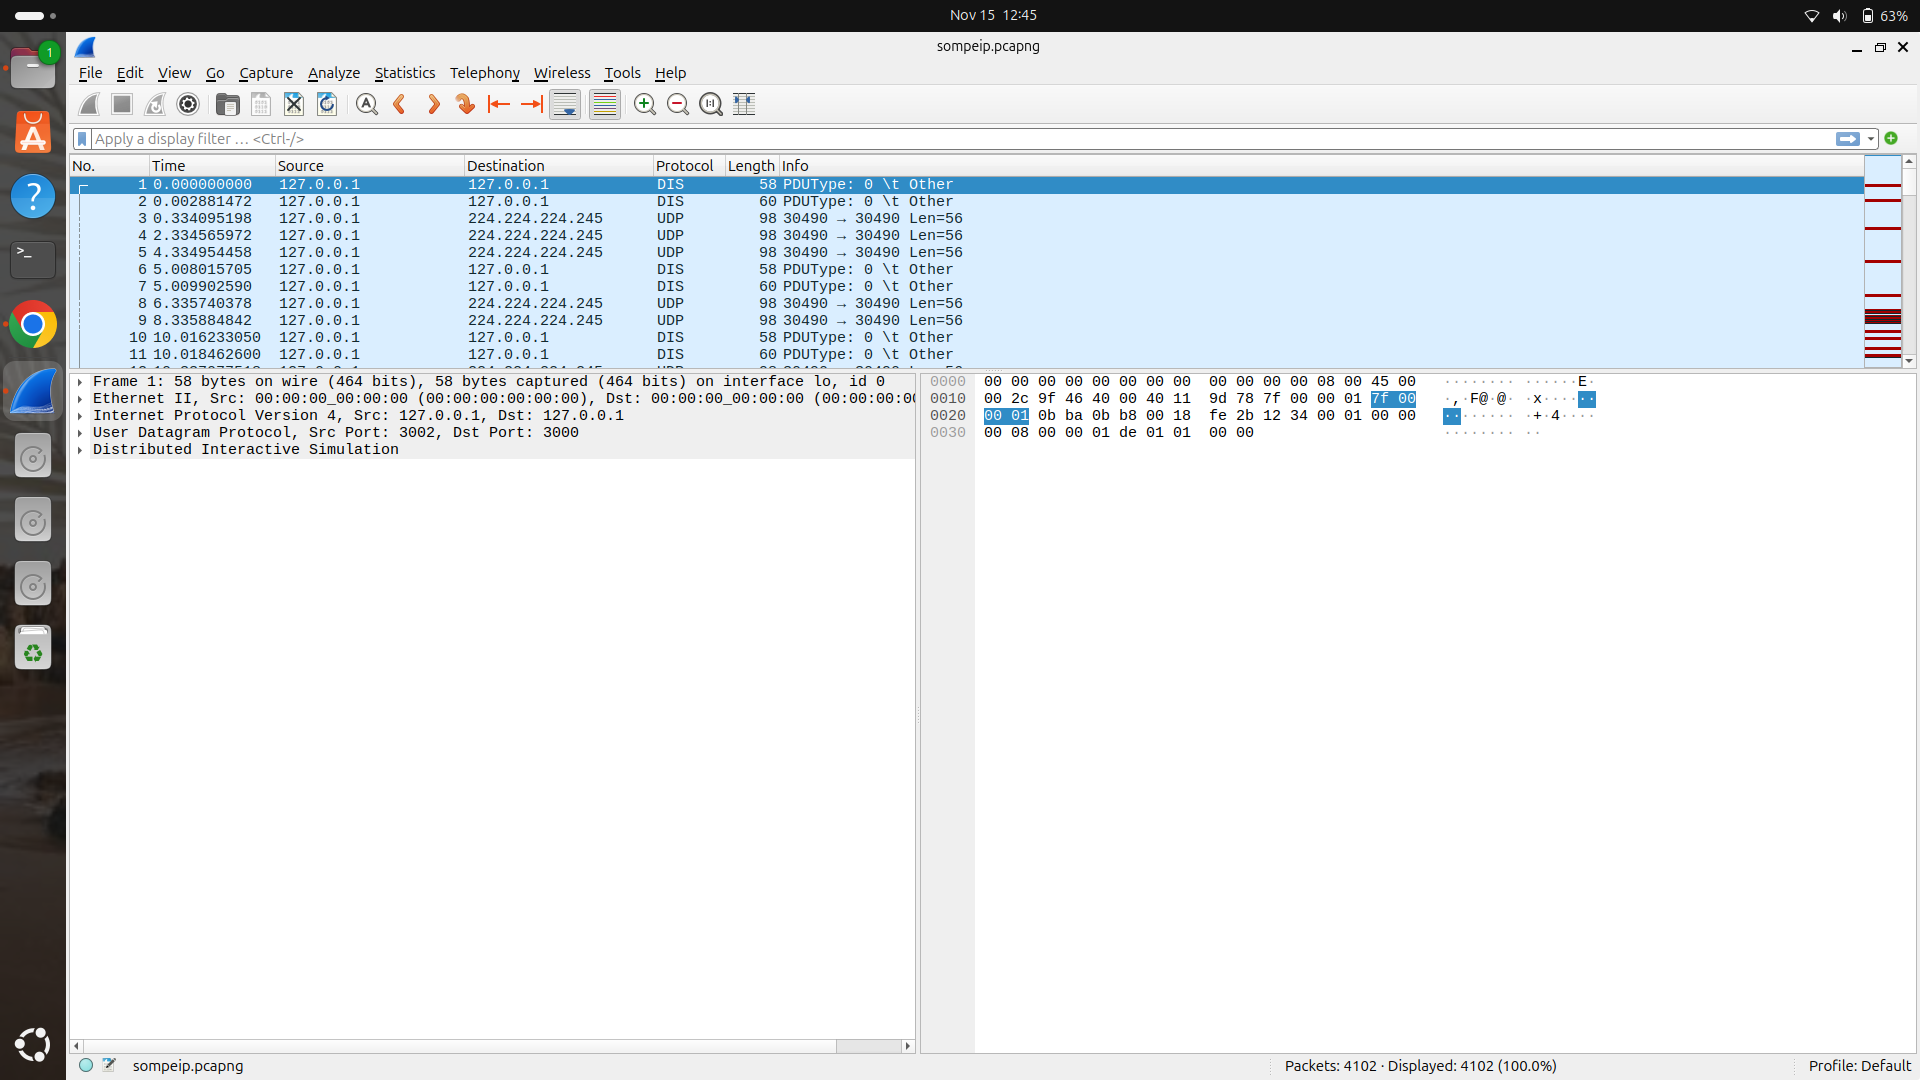 Nov 15 12:45
63%
1
sompeip.pcapng
File Edit View Go Capture Analyze Statistics Telephony Wireless Tools Help
Apply a display filter … <Ctrl-/>
No. Time Source Destination Protocol Length Info
1 0.000000000 127.0.0.1 127.0.0.1 DIS 58 PDUType: 0 \t Other
2 0.002881472 127.0.0.1 127.0.0.1 DIS 60 PDUType: 0 \t Other
3 0.334095198 127.0.0.1 224.224.224.245 UDP 98 30490 → 30490 Len=56
4 2.334565972 127.0.0.1 224.224.224.245 UDP 98 30490 → 30490 Len=56
5 4.334954458 127.0.0.1 224.224.224.245 UDP 98 30490 → 30490 Len=56
6 5.008015705 127.0.0.1 127.0.0.1 DIS 58 PDUType: 0 \t Other
7 5.009902590 127.0.0.1 127.0.0.1 DIS 60 PDUType: 0 \t Other
8 6.335740378 127.0.0.1 224.224.224.245 UDP 98 30490 → 30490 Len=56
9 8.335884842 127.0.0.1 224.224.224.245 UDP 98 30490 → 30490 Len=56
10 10.016233050 127.0.0.1 127.0.0.1 DIS 58 PDUType: 0 \t Other
11 10.018462600 127.0.0.1 127.0.0.1 DIS 60 PDUType: 0 \t Other
Frame 1: 58 bytes on wire (464 bits), 58 bytes captured (464 bits) on interface lo, id 0
Ethernet II, Src: 00:00:00_00:00:00 (00:00:00:00:00:00), Dst: 00:00:00_00:00:00 (00:00:00:0
Internet Protocol Version 4, Src: 127.0.0.1, Dst: 127.0.0.1
User Datagram Protocol, Src Port: 3002, Dst Port: 3000
Distributed Interactive Simulation
0000 00 00 00 00 00 00 00 00 00 00 00 00 08 00 45 00 ········ ······E·
0010 00 2c 9f 46 40 00 40 11 9d 78 7f 00 00 01 7f 00 ·,·F@·@· ·x······
0020 00 01 0b ba 0b b8 00 18 fe 2b 12 34 00 01 00 00 ········ ·+·4····
0030 00 08 00 00 01 de 01 01 00 00 ········ ··
sompeip.pcapng
Packets: 4102 · Displayed: 4102 (100.0%)
Profile: Default